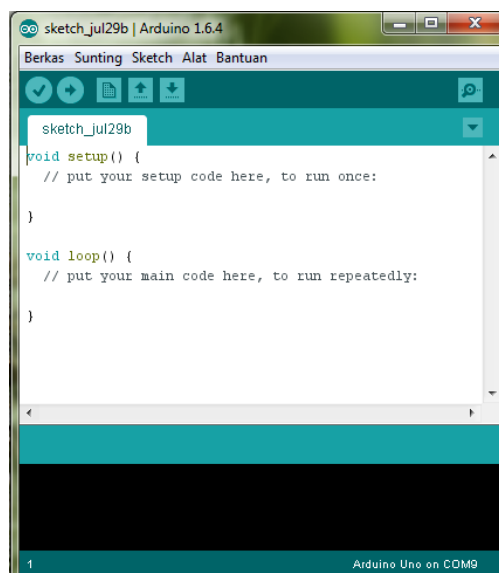 sketch_jul29b | Arduino 1.6.4
Berkas Sunting Sketch Alat Bantuan
sketch_jul29b
void setup() {
  // put your setup code here, to run once:
}
void loop() {
  // put your main code here, to run repeatedly:
}
1 Arduino Uno on COM9